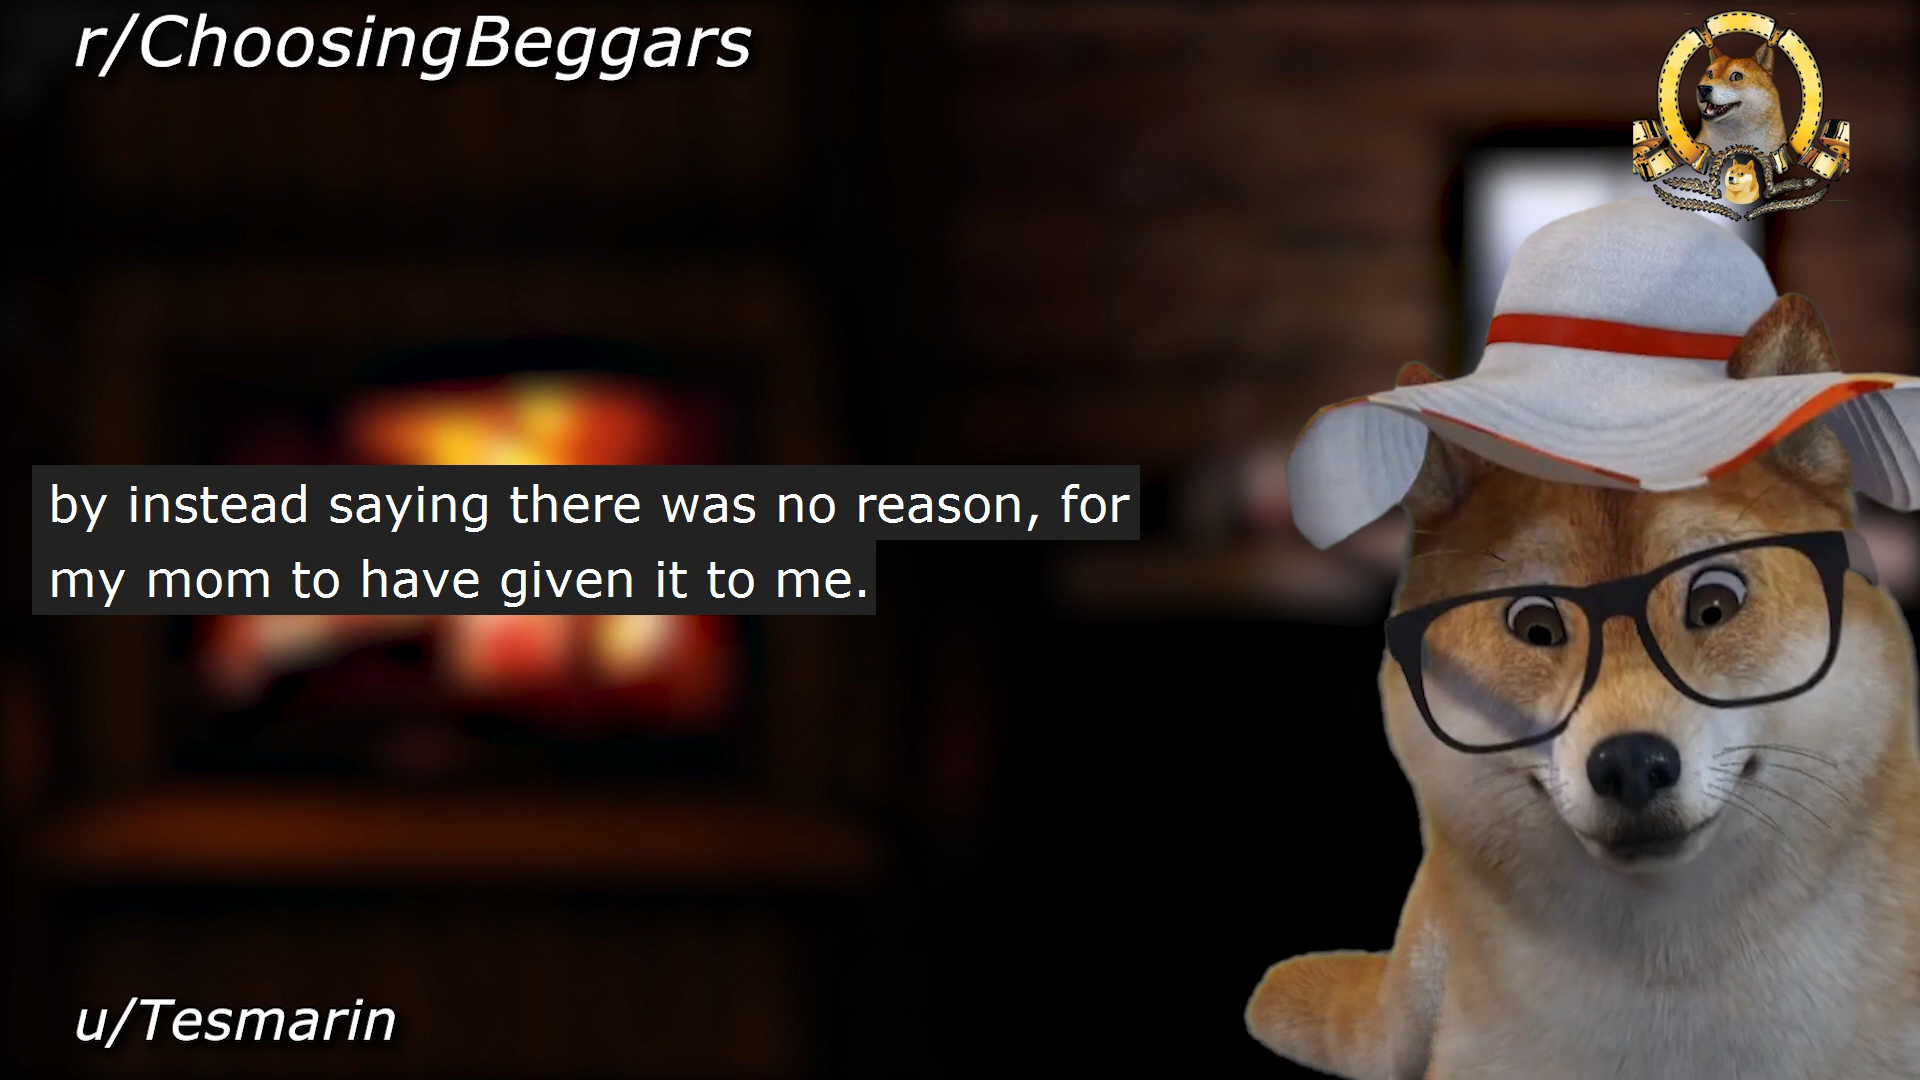 r/ChoosingBeggars
by instead saying there was no reason, for
my mom to have given it to me.
u/Tesmarin